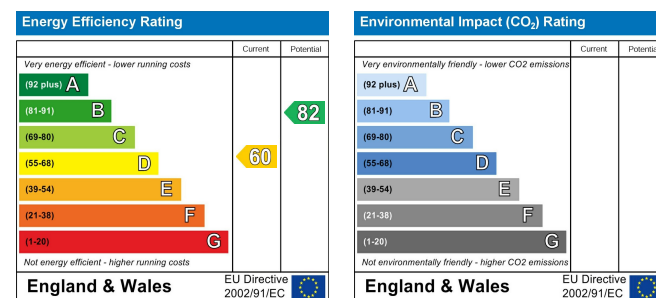 Energy Efficiency Rating
Current Potential
Very energy efficient - lower running costs
(92 plus) A
(81-91) B
82
(69-80) C
(55-68) D
60
(39-54) E
(21-38) F
(1-20) G
Not energy efficient - higher running costs
England & Wales
EU Directive
2002/91/EC
Environmental Impact (CO₂) Rating
Current Potentia
Very environmentally friendly - lower CO2 emissions
(92 plus) A
(81-91) B
(69-80) C
(55-68) D
(39-54) E
(21-38) F
(1-20) G
Not environmentally friendly - higher CO2 emissions
England & Wales
EU Directive
2002/91/EC